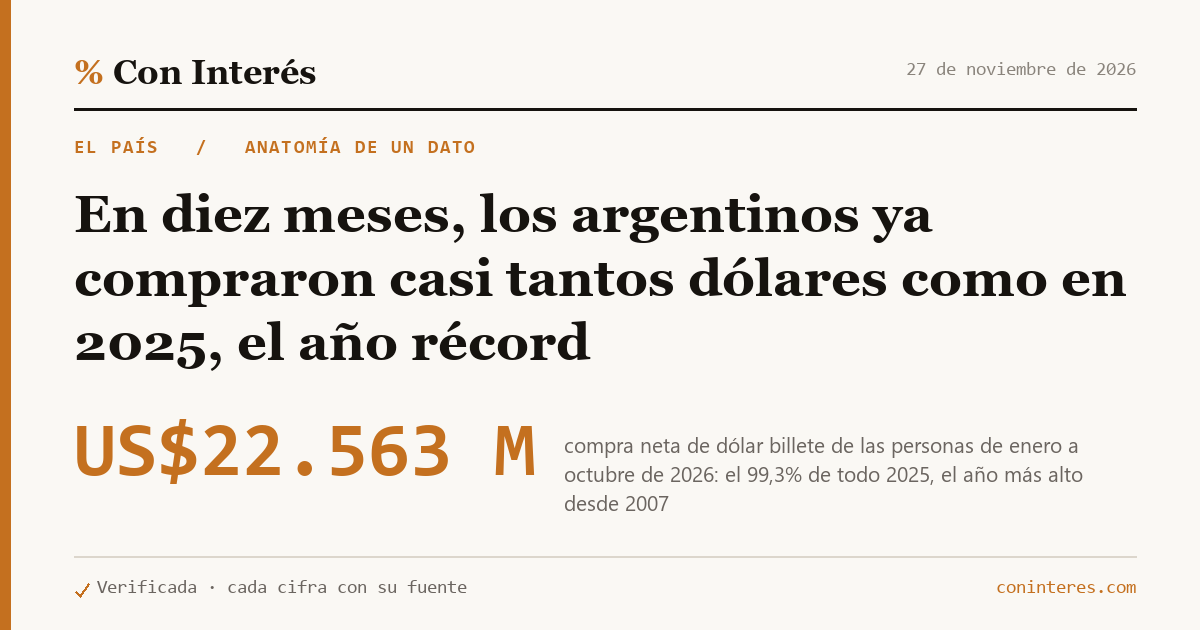 % Con Interés
27 de noviembre de 2026
EL PAÍS / ANATOMÍA DE UN DATO
En diez meses, los argentinos ya
compraron casi tantos dólares como en
2025, el año récord
US$22.563 M
compra neta de dólar billete de las personas de enero a
octubre de 2026: el 99,3% de todo 2025, el año más alto
desde 2007
✓ Verificada · cada cifra con su fuente
coninteres.com